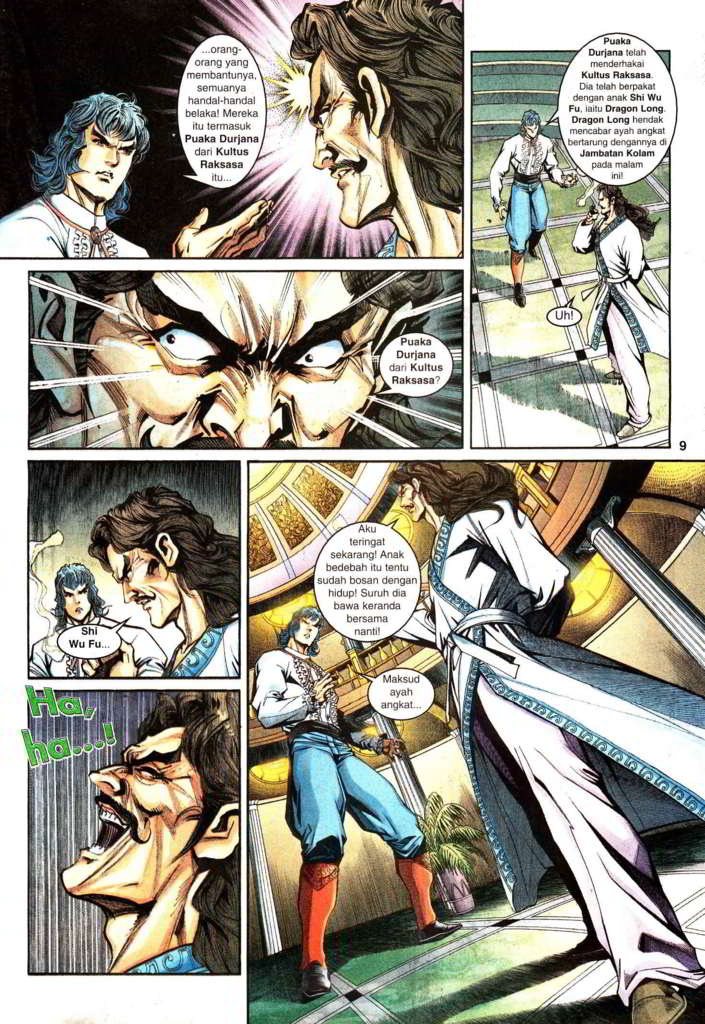 ...orang-
orang yang
membantunya,
semuanya
handal-handal
belaka! Mereka
itu termasuk
Puaka Durjana
dari Kultus
Raksasa
itu...
Puaka
Durjana telah
menderhakai
Kultus Raksasa.
Dia telah berpakat
dengan anak Shi Wu
Fu, iaitu Dragon Long.
Dragon Long hendak
mencabar ayah angkat
bertarung dengannya di
Jambatan Kolam
pada malam
ini!
Uh!
Puaka
Durjana
dari Kultus
Raksasa?
9
Shi
Wu Fu...
Ha,
ha...!
Aku
teringat
sekarang! Anak
bedebah itu tentu
sudah bosan dengan
hidup! Suruh dia
bawa keranda
bersama
nanti!
Maksud
ayah
angkat...